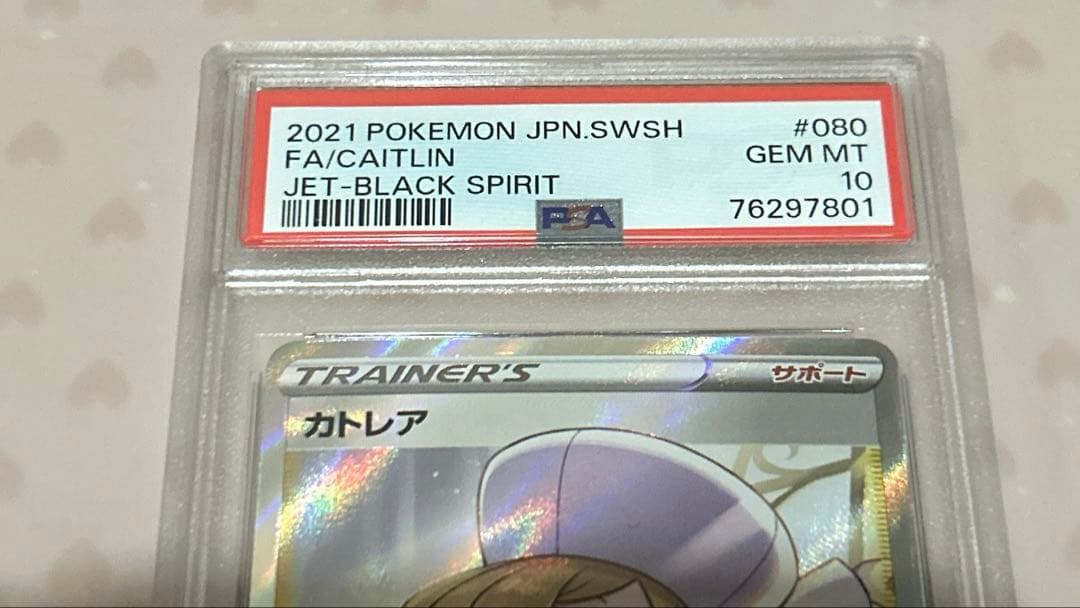 2021 POKEMON JPN.SWSH #080
FA/CAITLIN GEM MT
JET-BLACK SPIRIT 10
PSA 76297801
TRAINER'S サポート
カトレア